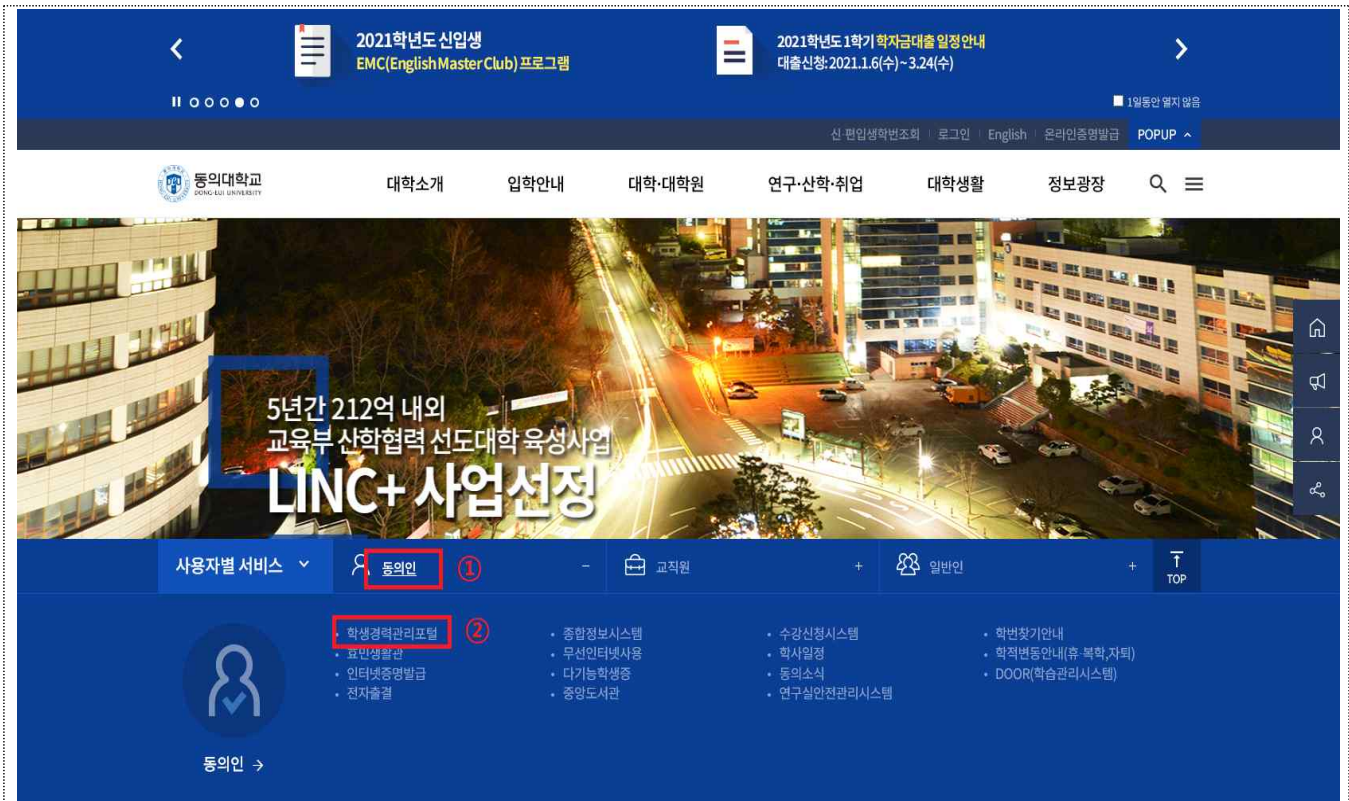 2021학년도 신입생
EMC(English Master Club) 프로그램
2021학년도 1학기 학자금대출 일정 안내
대출신청: 2021.1.6(수) ~ 3.24(수)
1일동안 열지 않음
신·편입생학번조회 로그인 English 온라인증명발급 POPUP
동의대학교
DONG-EUI UNIVERSITY
대학소개 입학안내 대학·대학원 연구·산학·취업 대학생활 정보광장
5년간 212억 내외
교육부 산학협력 선도대학 육성사업
LINC+ 사업선정
사용자별 서비스 동의인 ① - 교직원 + 일반인 + TOP
• 학생경력관리포털 ② • 종합정보시스템 • 수강신청시스템 • 학번찾기안내
• 효민생활관 • 무선인터넷사용 • 학사일정 • 학적변동안내(휴·복학,자퇴)
• 인터넷증명발급 • 다기능학생증 • 동의소식 • DOOR(학습관리시스템)
• 전자출결 • 중앙도서관 • 연구실안전관리시스템
동의인 →